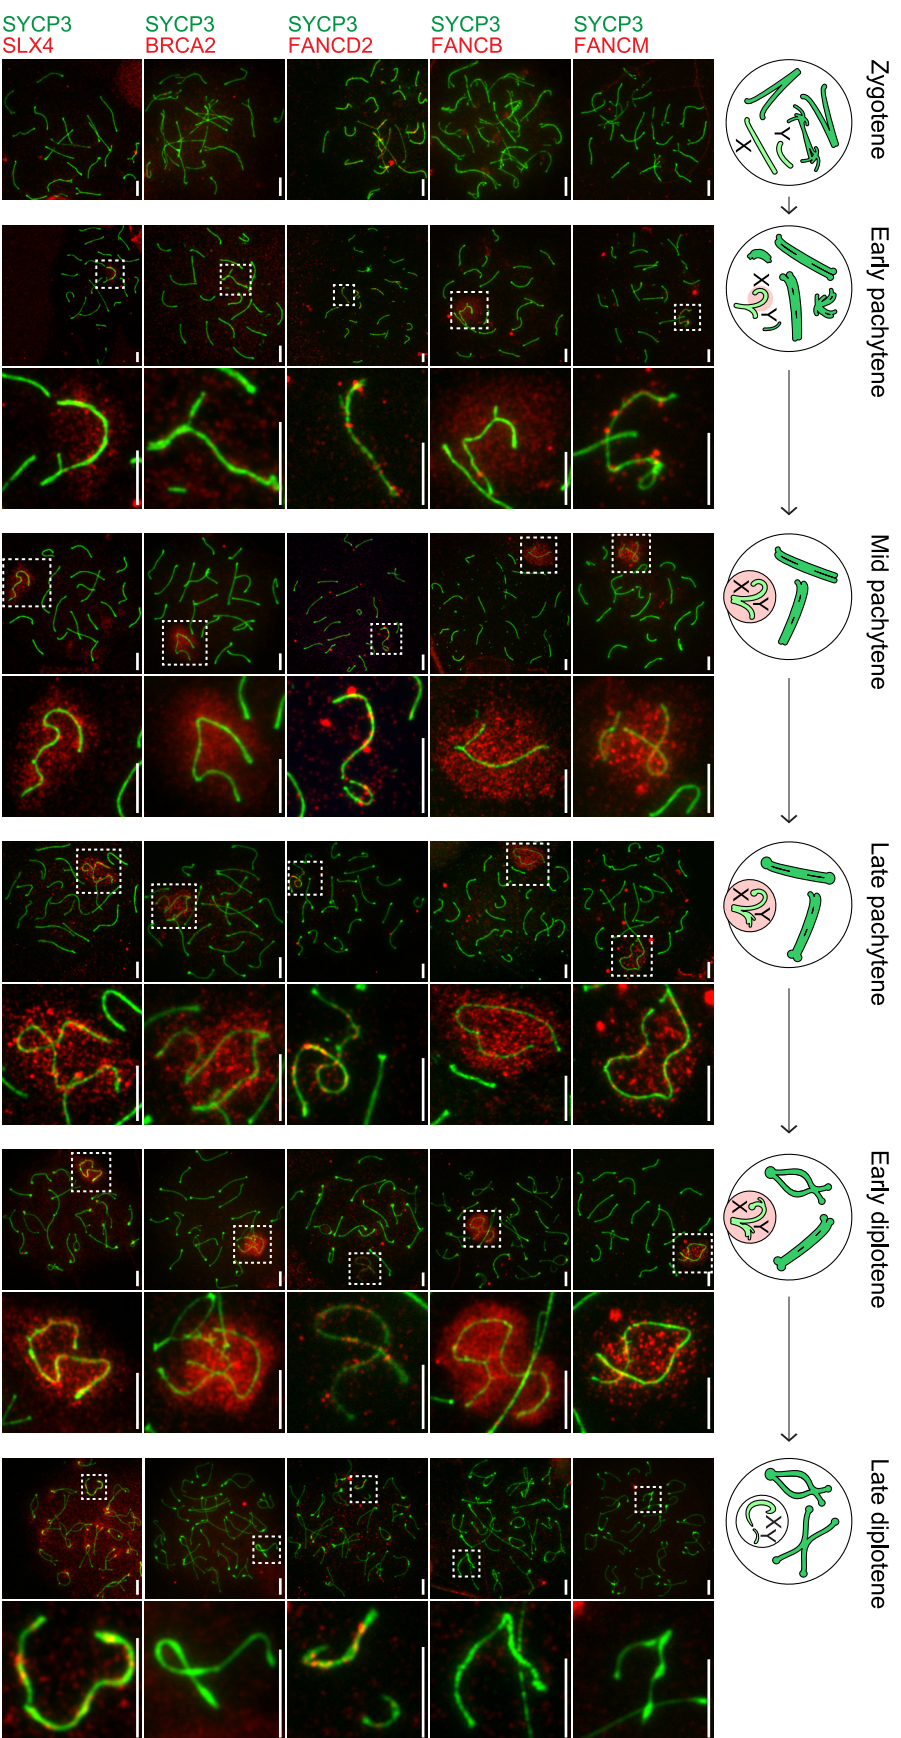 SYCP3
SLX4
SYCP3
BRCA2
SYCP3
FANCD2
SYCP3
FANCB
SYCP3
FANCM
Zygotene
X
Y
Early pachytene
X
Y
Mid pachytene
X
Y
Late pachytene
X
Y
Early diplotene
X
Y
Late diplotene
X
Y